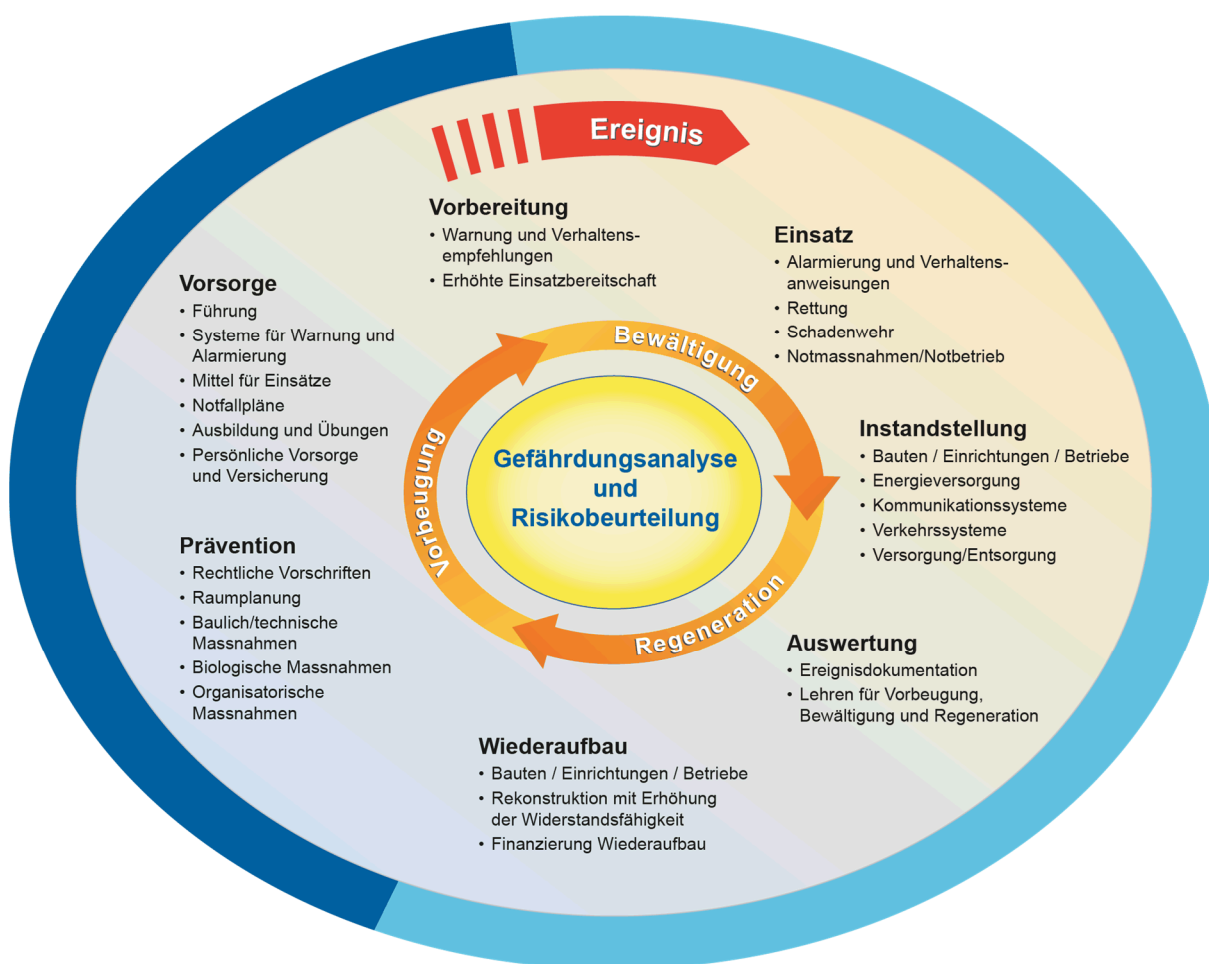 Ereignis
Vorbereitung
• Warnung und Verhaltens-
empfehlungen
• Erhöhte Einsatzbereitschaft
Einsatz
• Alarmierung und Verhaltens-
anweisungen
• Rettung
• Schadenwehr
• Notmassnahmen/Notbetrieb
Instandstellung
• Bauten / Einrichtungen / Betriebe
• Energieversorgung
• Kommunikationssysteme
• Verkehrssysteme
• Versorgung/Entsorgung
Auswertung
• Ereignisdokumentation
• Lehren für Vorbeugung,
Bewältigung und Regeneration
Wiederaufbau
• Bauten / Einrichtungen / Betriebe
• Rekonstruktion mit Erhöhung
der Widerstandsfähigkeit
• Finanzierung Wiederaufbau
Prävention
• Rechtliche Vorschriften
• Raumplanung
• Baulich/technische
Massnahmen
• Biologische Massnahmen
• Organisatorische
Massnahmen
Vorsorge
• Führung
• Systeme für Warnung und
Alarmierung
• Mittel für Einsätze
• Notfallpläne
• Ausbildung und Übungen
• Persönliche Vorsorge
und Versicherung
Bewältigung
Regeneration
Vorbeugung
Gefährdungsanalyse
und
Risikobeurteilung